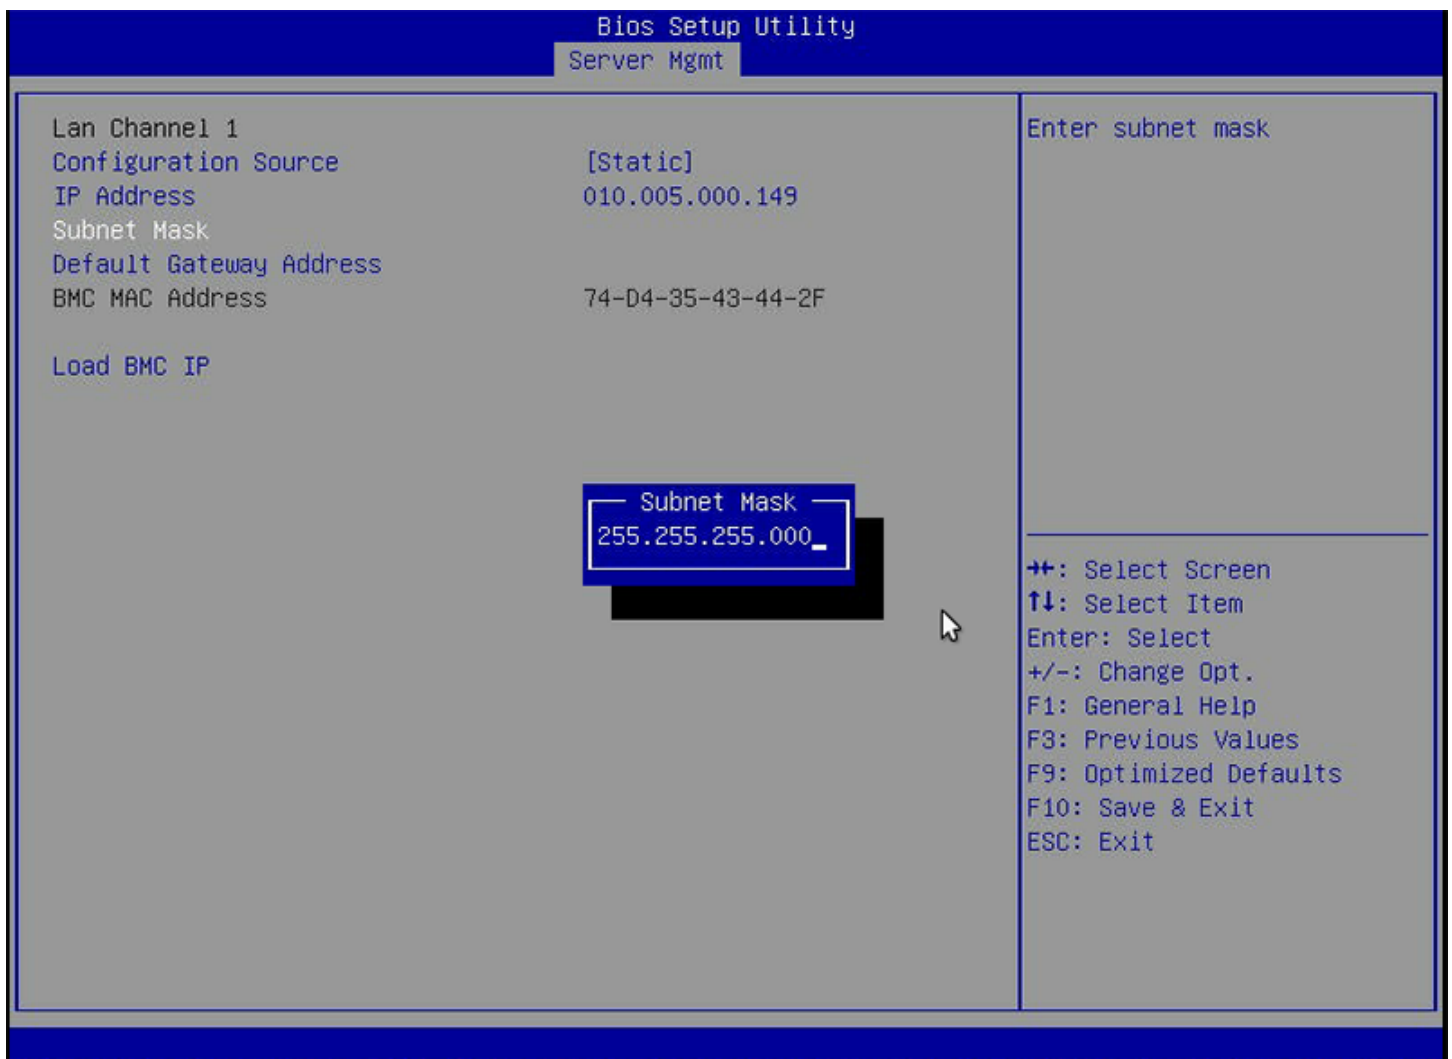 Bios Setup Utility
Server Mgmt
Lan Channel 1
Configuration Source [Static]
IP Address 010.005.000.149
Subnet Mask
Default Gateway Address
BMC MAC Address 74-D4-35-43-44-2F
Load BMC IP
Subnet Mask
255.255.255.000_
Enter subnet mask
→←: Select Screen
↑↓: Select Item
Enter: Select
+/-: Change Opt.
F1: General Help
F3: Previous Values
F9: Optimized Defaults
F10: Save & Exit
ESC: Exit